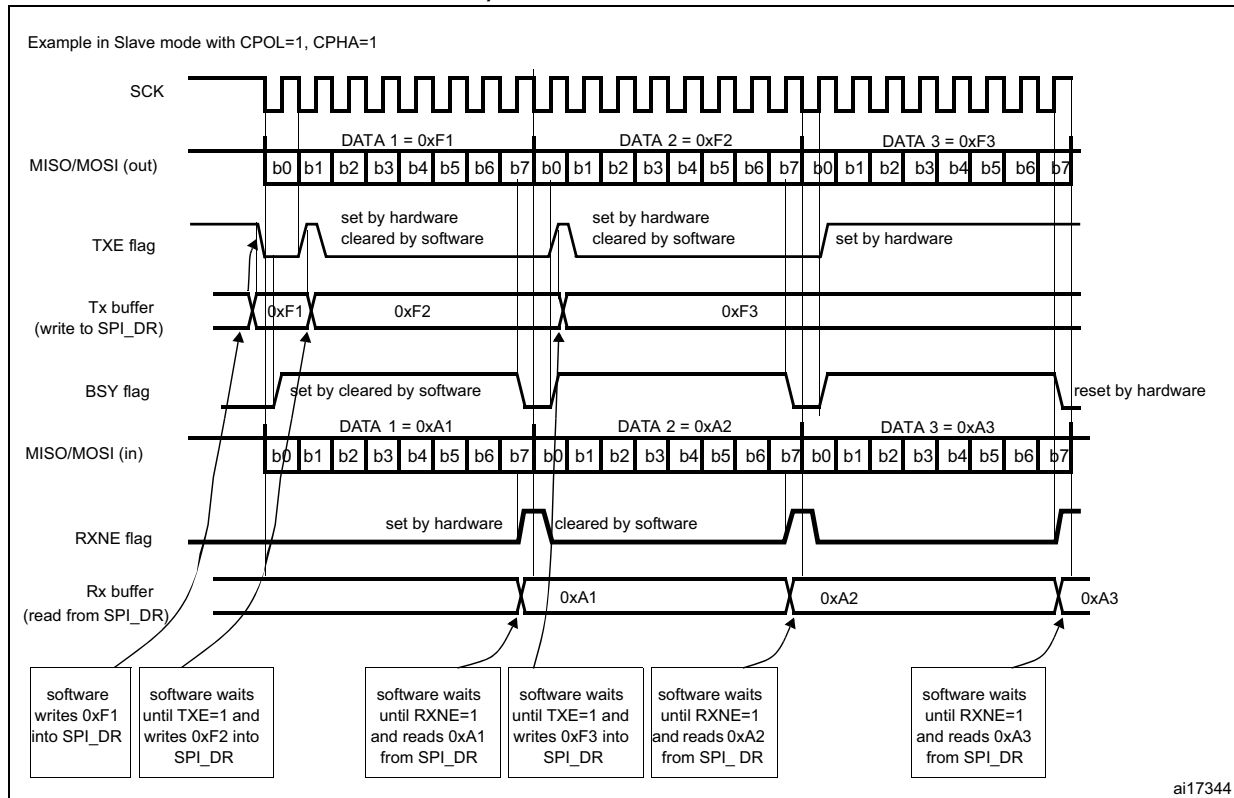 Example in Slave mode with CPOL=1, CPHA=1
SCK
DATA 1 = 0xF1
DATA 2 = 0xF2
DATA 3 = 0xF3
MISO/MOSI (out)
b0 b1 b2 b3 b4 b5 b6 b7 b0 b1 b2 b3 b4 b5 b6 b7 b0 b1 b2 b3 b4 b5 b6 b7
TXE flag
set by hardware
cleared by software
set by hardware
cleared by software
set by hardware
Tx buffer
(write to SPI_DR)
0xF1
0xF2
0xF3
BSY flag
set by cleared by software
reset by hardware
DATA 1 = 0xA1
DATA 2 = 0xA2
DATA 3 = 0xA3
MISO/MOSI (in)
b0 b1 b2 b3 b4 b5 b6 b7 b0 b1 b2 b3 b4 b5 b6 b7 b0 b1 b2 b3 b4 b5 b6 b7
RXNE flag
set by hardware
cleared by software
Rx buffer
(read from SPI_DR)
0xA1
0xA2
0xA3
software
writes 0xF1
into SPI_DR
software waits
until TXE=1 and
writes 0xF2 into
SPI_DR
software waits
until RXNE=1
and reads 0xA1
from SPI_DR
software waits
until TXE=1 and
writes 0xF3 into
SPI_DR
software waits
until RXNE=1
and reads 0xA2
from SPI_ DR
software waits
until RXNE=1
and reads 0xA3
from SPI_DR
ai17344